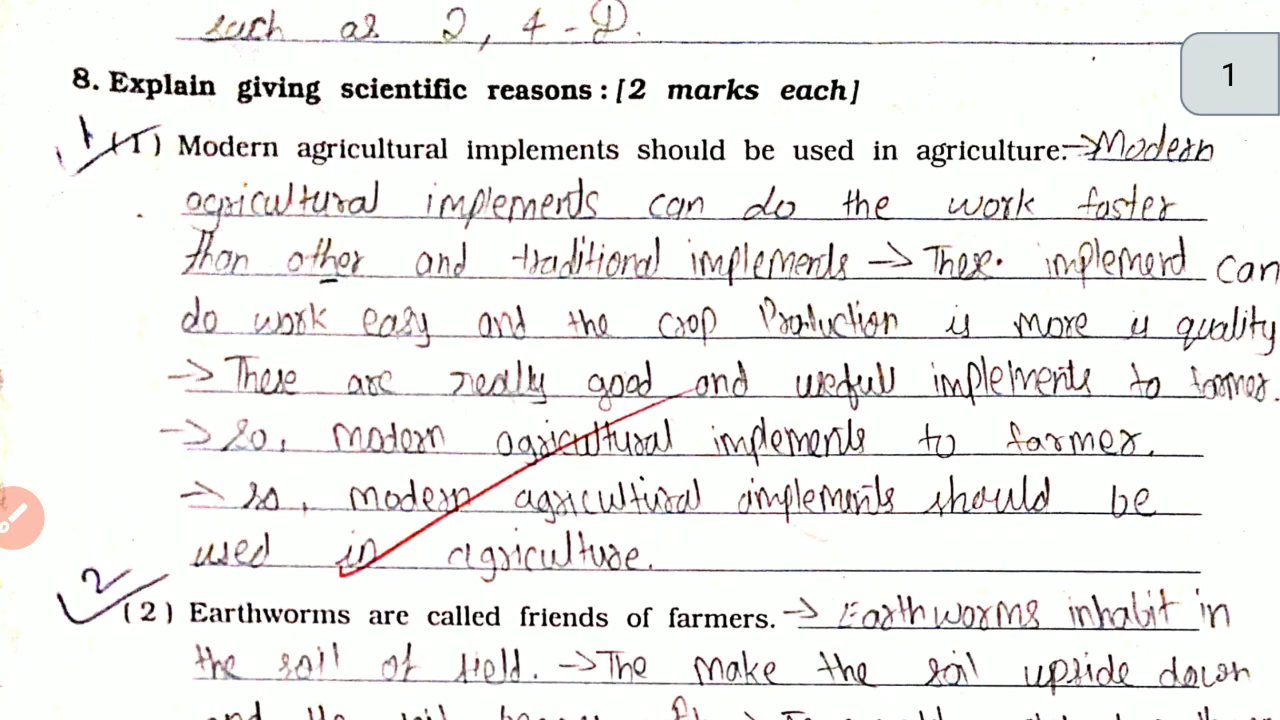 such as 2, 4-D.
8. Explain giving scientific reasons : [2 marks each]
1
1 (1) Modern agricultural implements should be used in agriculture. → Modern
agricultural implements can do the work faster
than other and traditional implements → These implement can
do work easy and the crop Production is more is quality
→ These are really good and usefull implements to farmer.
→ so, modern agricultural implements to farmer.
→ so, modern agricultural implements should be
used in agriculture.
2
(2) Earthworms are called friends of farmers. → Earthworms inhabit in
the soil of field. → The make the soil upside down
and the soil